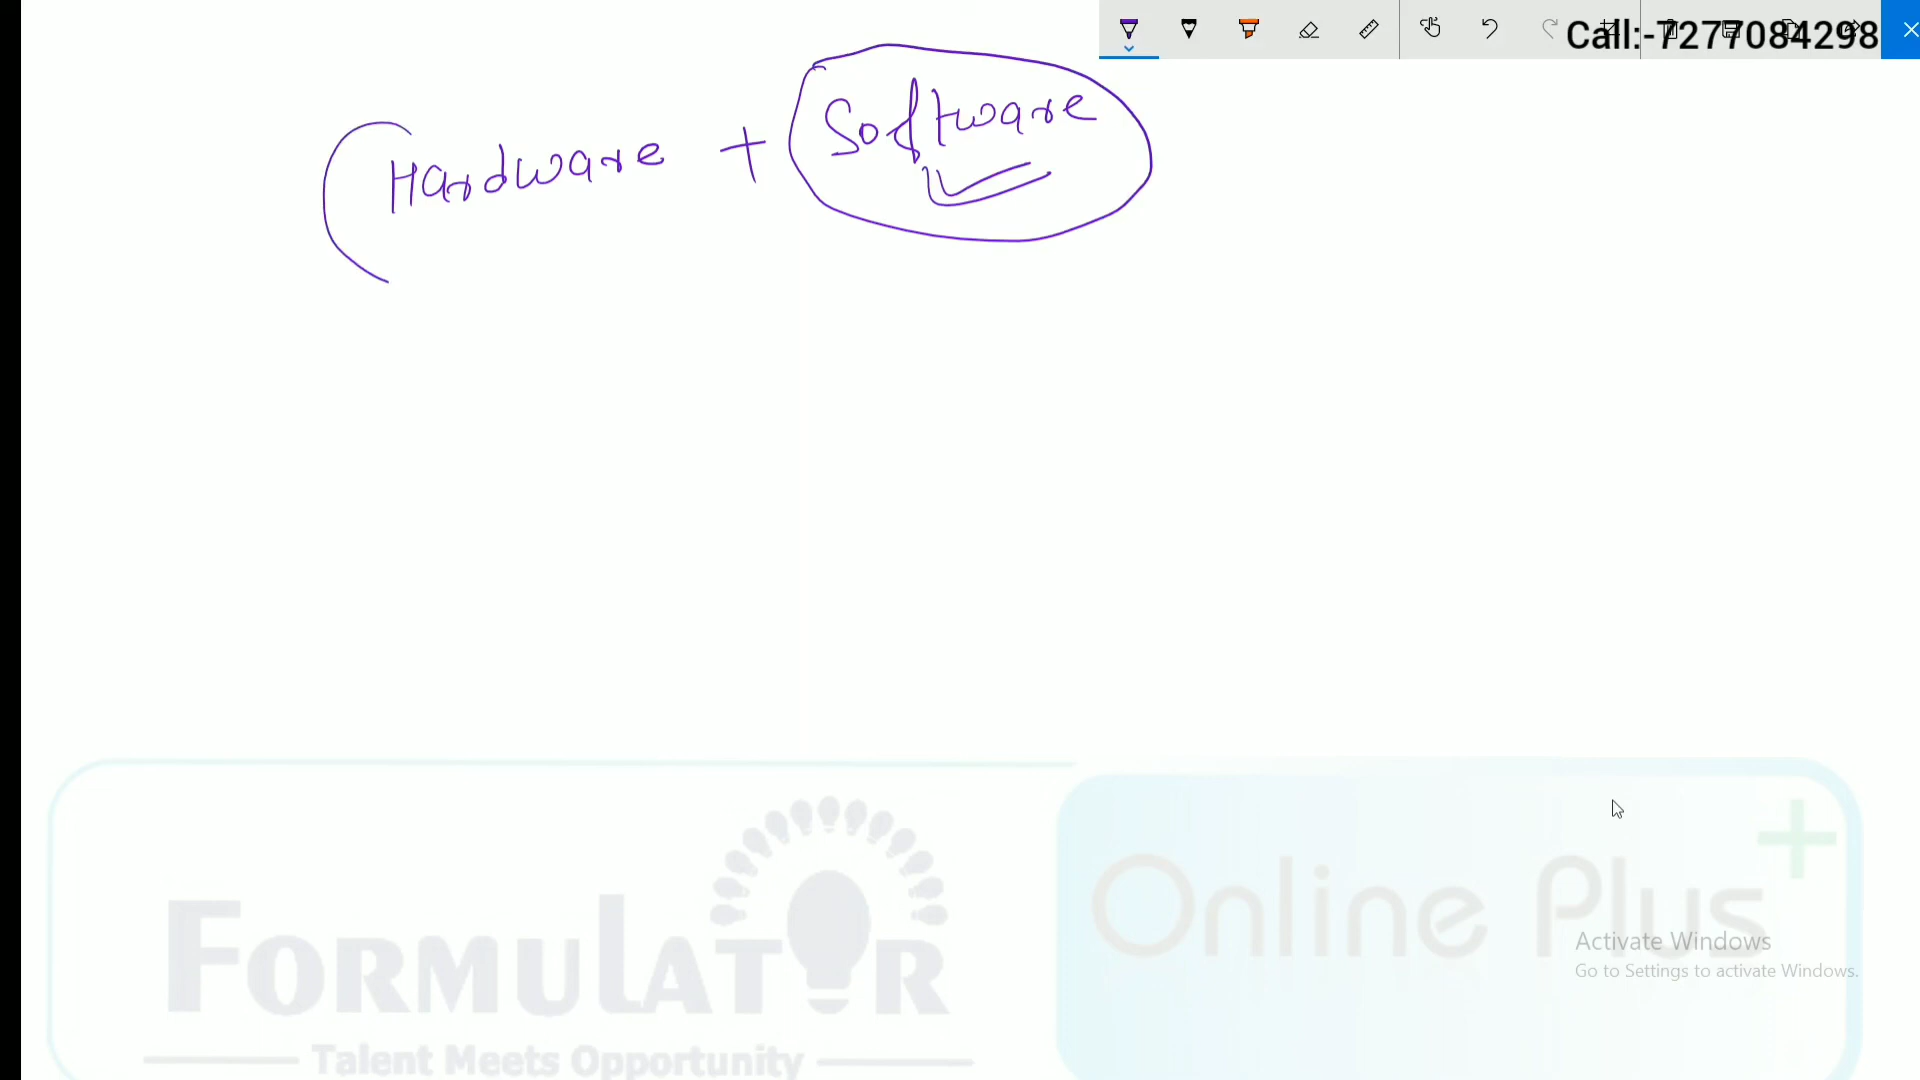 Call:-7277084298
Hardware + Software
FORMULATOR
Talent Meets Opportunity
Online Plus
Activate Windows
Go to Settings to activate Windows.